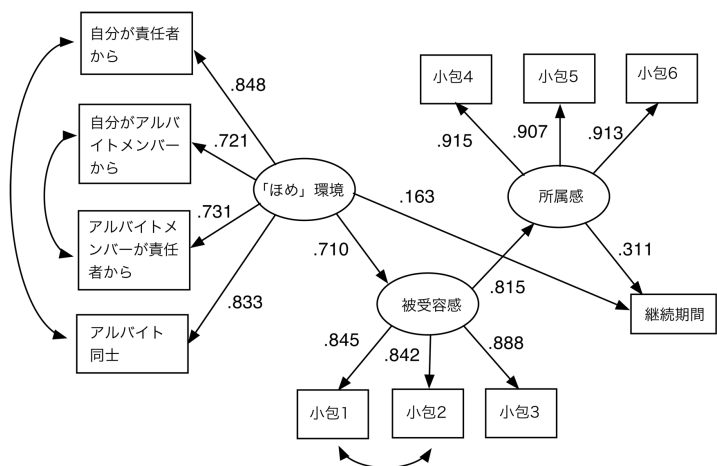 自分が責任者
から
小包4
小包5
小包6
.848
自分がアルバ
イトメンバー
から
.721
.915
.907
.913
「ほめ」環境
.163
所属感
アルバイトメ
ンバーが責任
者から
.731
.710
.311
.833
被受容感
.815
継続期間
アルバイト
同士
.845
.842
.888
小包1
小包2
小包3